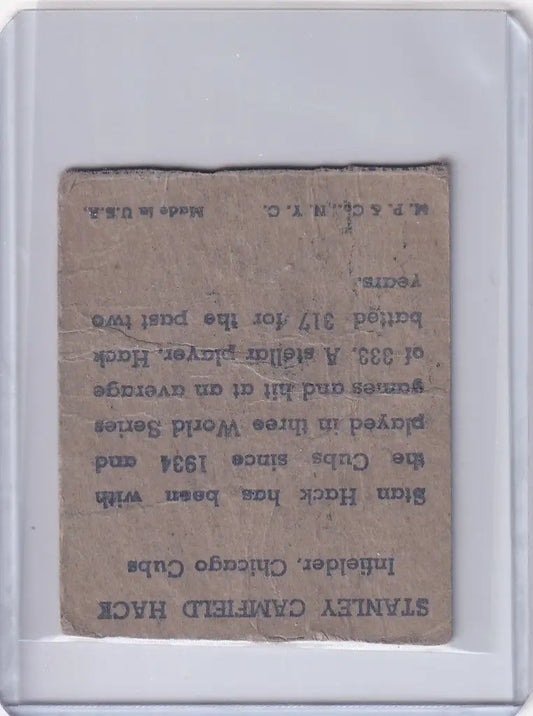 STANLEY CAMFIELD HACK
Infielder, Chicago Cubs
Stan Hack has been with
the Cubs since 1934 and
played in three World Series
games and hit at an average
of 333. A stellar player, Hack
batted 317 for the past two
years.
M. P. & Co., N. Y. C. Made in U.S.A.